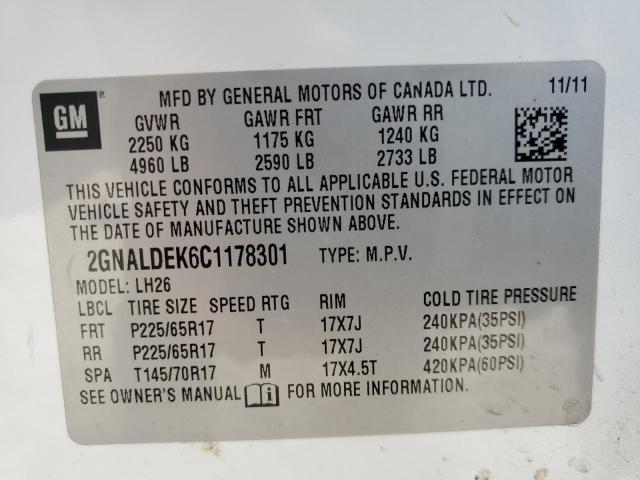 GM
MFD BY GENERAL MOTORS OF CANADA LTD. 11/11
GVWR GAWR FRT GAWR RR
2250 KG 1175 KG 1240 KG
4960 LB 2590 LB 2733 LB
THIS VEHICLE CONFORMS TO ALL APPLICABLE U.S. FEDERAL MOTOR
VEHICLE SAFETY AND THEFT PREVENTION STANDARDS IN EFFECT ON
THE DATE OF MANUFACTURE SHOWN ABOVE.
2GNALDEK6C1178301 TYPE: M.P.V.
MODEL: LH26
LBCL TIRE SIZE SPEED RTG RIM COLD TIRE PRESSURE
FRT P225/65R17 T 17X7J 240KPA(35PSI)
RR P225/65R17 T 17X7J 240KPA(35PSI)
SPA T145/70R17 M 17X4.5T 420KPA(60PSI)
SEE OWNER'S MANUAL FOR MORE INFORMATION.